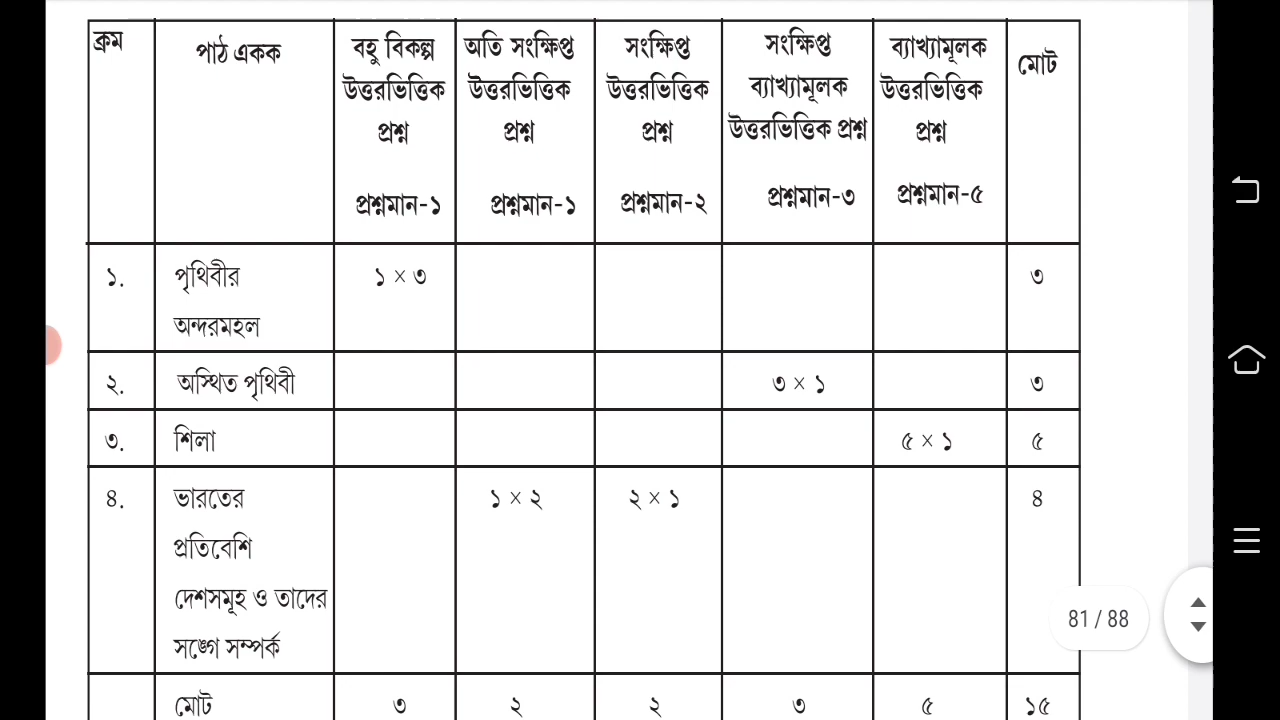 ক্রম
পাঠ একক
বহু বিকল্প
উত্তরভিত্তিক
প্রশ্ন
প্রশ্নমান-১
অতি সংক্ষিপ্ত
উত্তরভিত্তিক
প্রশ্ন
প্রশ্নমান-১
সংক্ষিপ্ত
উত্তরভিত্তিক
প্রশ্ন
প্রশ্নমান-২
সংক্ষিপ্ত
ব্যাখ্যামূলক
উত্তরভিত্তিক প্রশ্ন
প্রশ্নমান-৩
ব্যাখ্যামূলক
উত্তরভিত্তিক
প্রশ্ন
প্রশ্নমান-৫
মোট
১. পৃথিবীর ১ × ৩ ৩
অন্দরমহল
২. অস্থিত পৃথিবী ৩ × ১ ৩
৩. শিলা ৫ × ১ ৫
৪. ভারতের ১ × ২ ২ × ১ ৪
প্রতিবেশি
দেশসমূহ ও তাদের
সঙ্গে সম্পর্ক
81 / 88
মোট ৩ ২ ২ ৩ ৫ ১৫